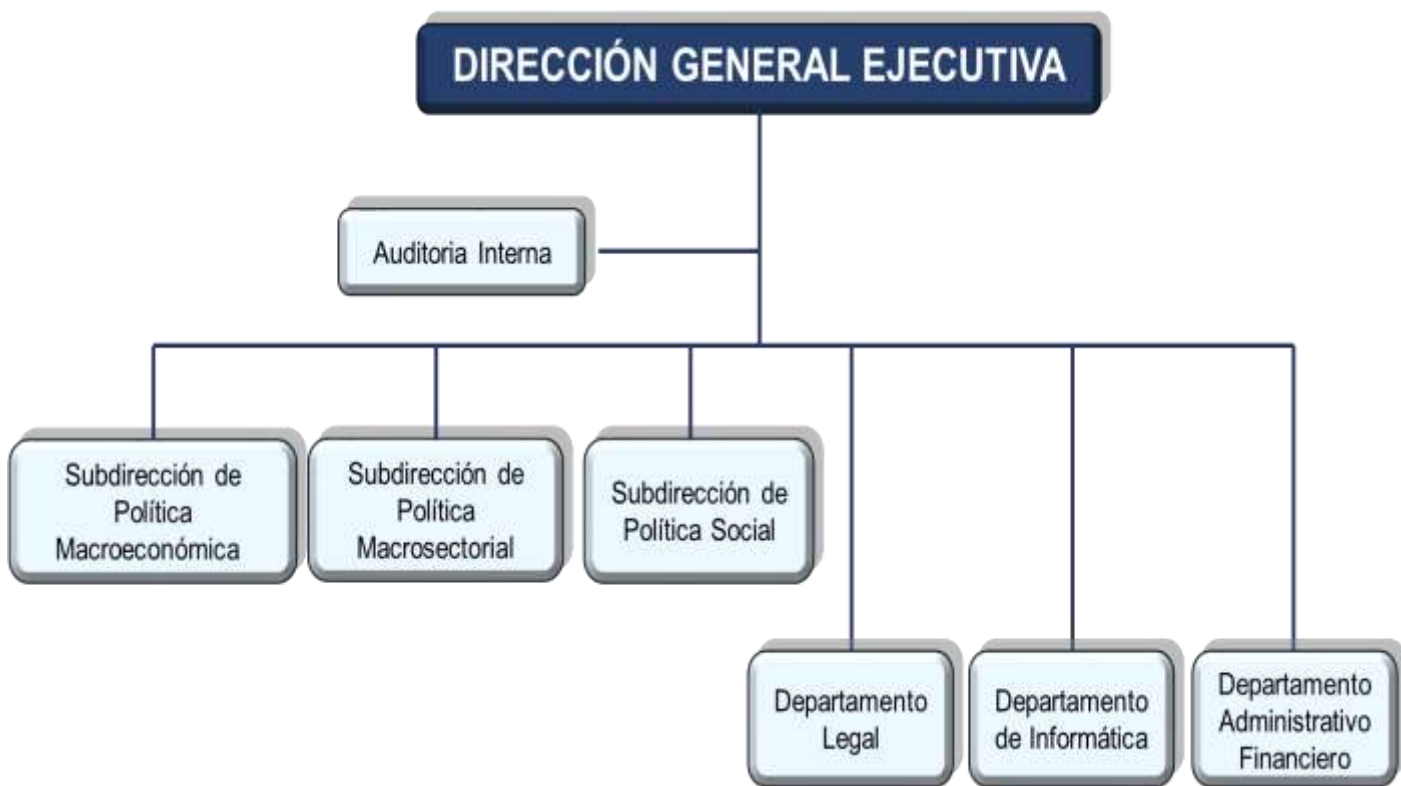 DIRECCIÓN GENERAL EJECUTIVA
Auditoria Interna
Subdirección de
Política
Macroeconómica
Subdirección de
Política
Macrosectorial
Subdirección de
Política Social
Departamento
Legal
Departamento
de Informática
Departamento
Administrativo
Financiero